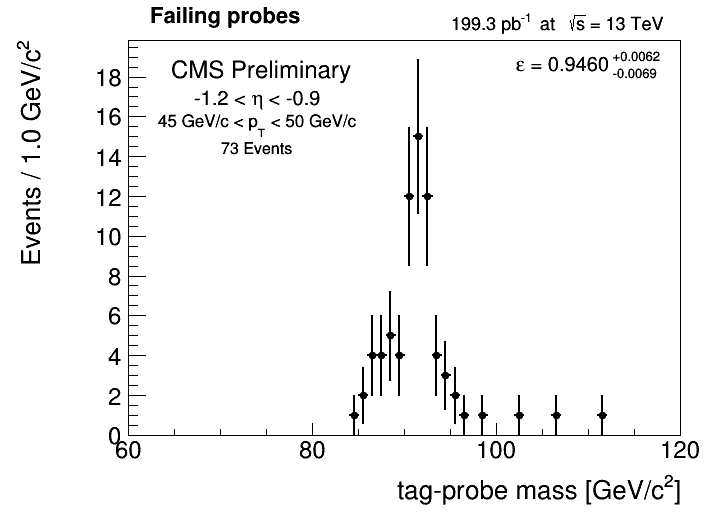 Failing probes
199.3 pb⁻¹ at √s = 13 TeV
CMS Preliminary
-1.2 < η < -0.9
45 GeV/c < p_T < 50 GeV/c
73 Events
ε = 0.9460 +0.0062 -0.0069
Events / 1.0 GeV/c²
18
16
14
12
10
8
6
4
2
0
60 80 100 120
tag-probe mass [GeV/c²]